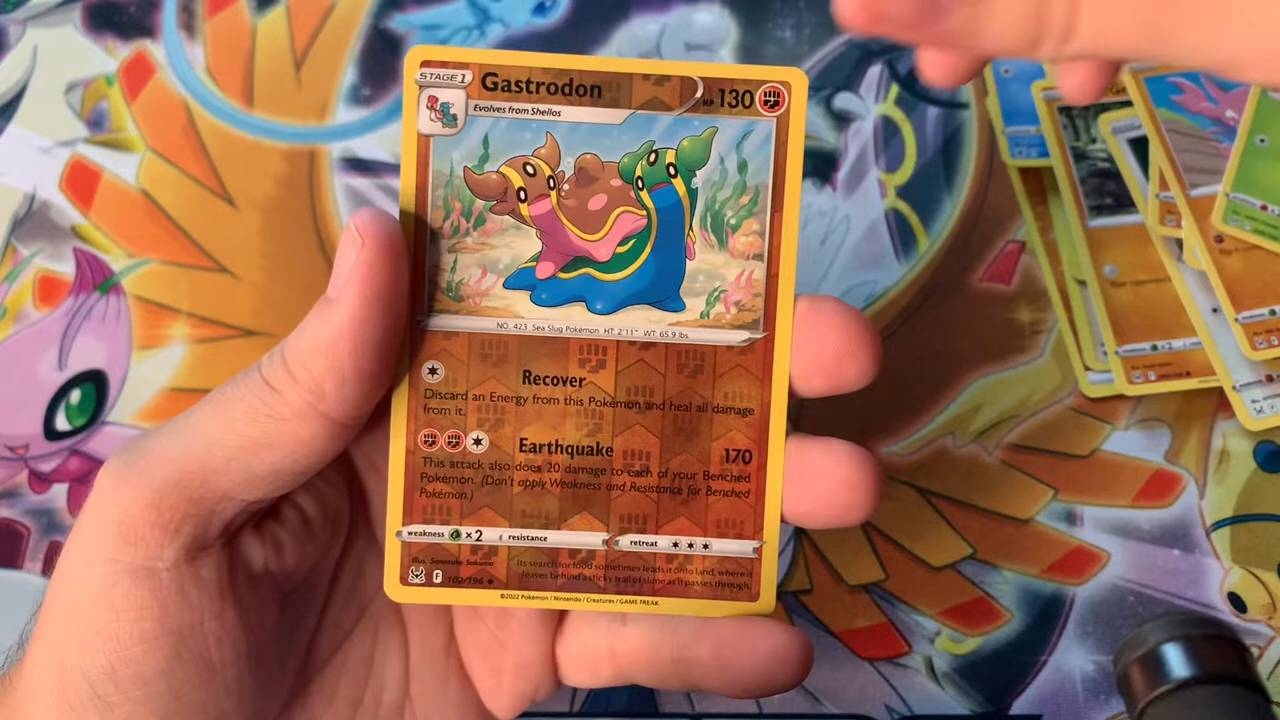 STAGE 1
Gastrodon
HP 130
Evolves from Shellos
NO. 423 Sea Slug Pokémon HT: 2'11" WT: 65.9 lbs.
Recover
Discard an Energy from this Pokémon and heal all damage
from it.
Earthquake 170
This attack also does 20 damage to each of your Benched
Pokémon. (Don't apply Weakness and Resistance for Benched
Pokémon.)
weakness ×2 resistance retreat
Illus. Sanosuke Sakuma
Its search for food sometimes leads it onto land, where it
leaves behind a sticky trail of slime as it passes through.
F 102/196
©2022 Pokémon / Nintendo / Creatures / GAME FREAK